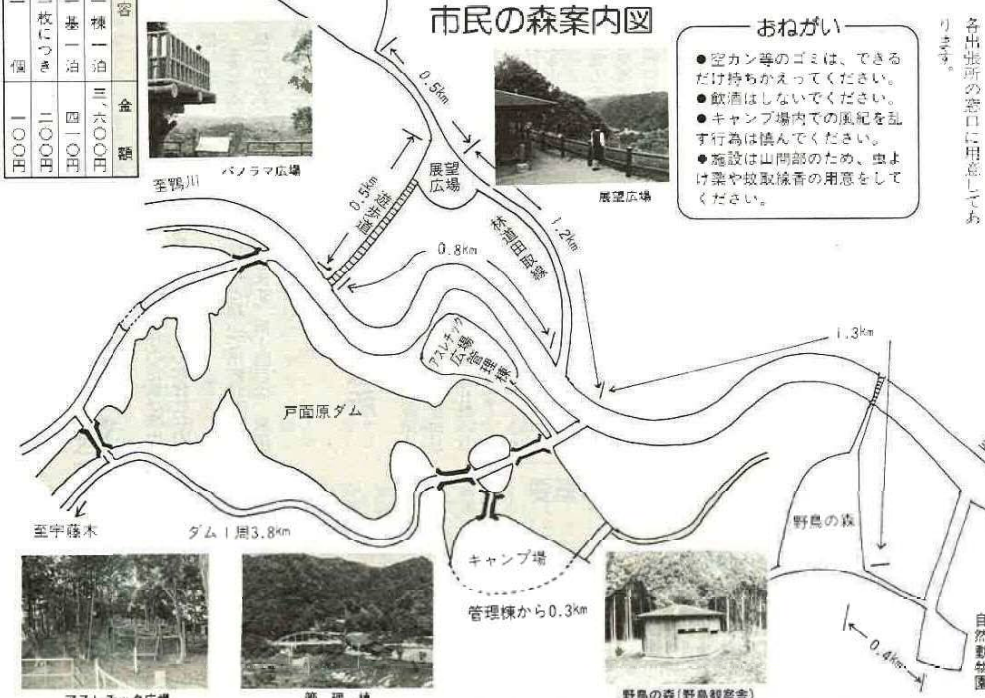 市民の森案内図
各出張所の窓口に用意してあ
ります。
容
金額
棟 一泊 三、六〇〇円
基 一泊 四一〇円
枚につき 二〇〇円
個 一〇〇円
パノラマ広場
展望広場
おねがい
●空カン等のゴミは、できる
だけ持ちかえってください。
●飲酒はしないでください。
●キャンプ場内での風紀を乱
す行為は慎んでください。
●施設は山間部のため、虫よ
け薬や蚊取線香の用意をして
ください。
0.5km
展望
広場
至鴨川
0.5km
遊歩道
0.8km
林道田取線
1.2km
1.3km
アスレチック
広場
管理棟
戸面原ダム
至宇藤木
ダム1周3.8km
キャンプ場
管理棟から0.3km
野鳥の森
0.4km
自然動物園
アスレチック広場
管理棟
野鳥の森(野鳥観察舎)